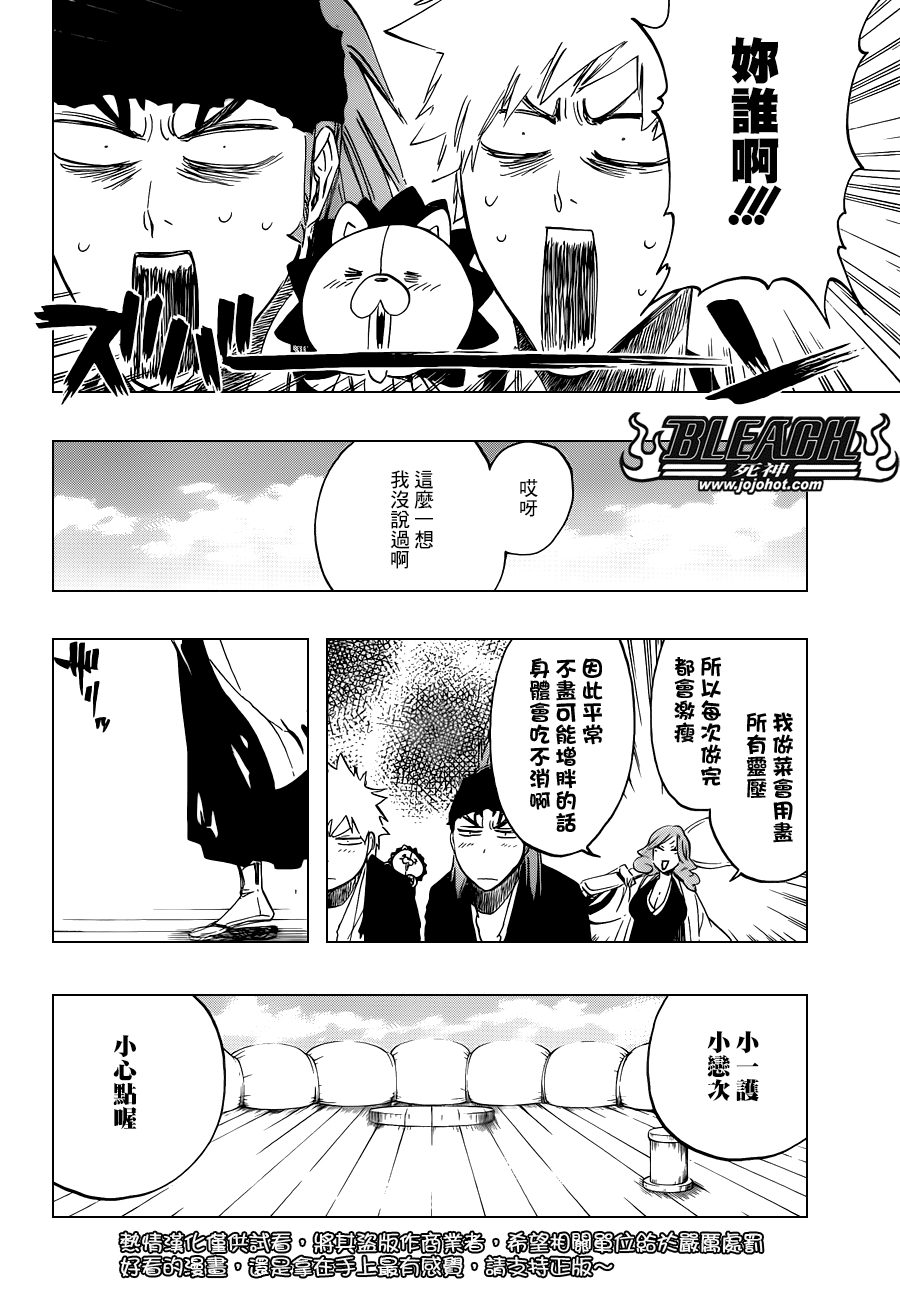 妳誰啊!!!
ズババ
BLEACH
死神
www.jojohot.com
哎呀
這麼一想
我沒說過啊
我做菜會用盡
所有靈壓
所以每次做完
都會激瘦
因此平常
不盡可能增胖的話
身體會吃不消啊
小一護
小戀次
小心點喔
熱情漢化僅供試看，將其盜版作商業者，希望相關單位給於嚴厲處罰
好看的漫畫，還是拿在手上最有感覺，請支持正版～